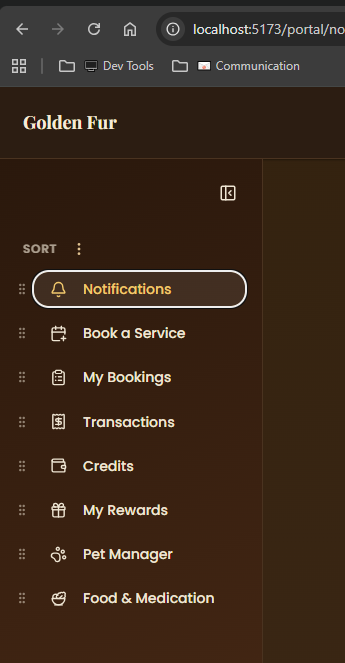 localhost:5173/portal/no
Dev Tools
Communication
Golden Fur
SORT
Notifications
Book a Service
My Bookings
Transactions
Credits
My Rewards
Pet Manager
Food & Medication